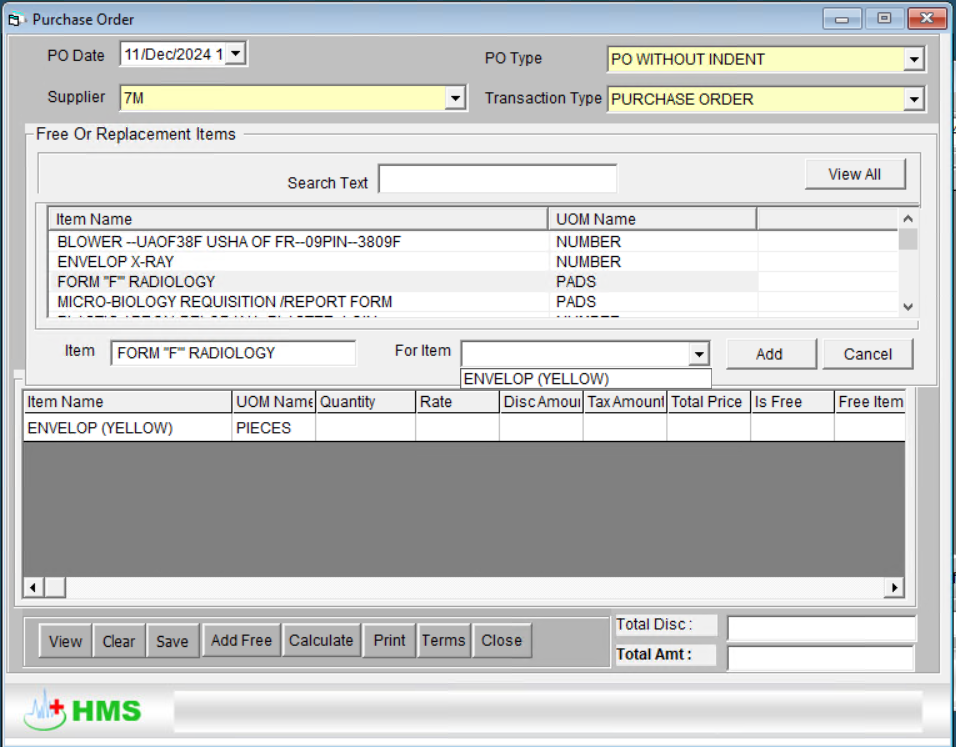 Purchase Order
PO Date 11/Dec/2024 1 PO Type PO WITHOUT INDENT
Supplier 7M Transaction Type PURCHASE ORDER
Free Or Replacement Items
Search Text View All
Item Name UOM Name
BLOWER --UAOF38F USHA OF FR--09PIN--3809F NUMBER
ENVELOP X-RAY NUMBER
FORM "F"' RADIOLOGY PADS
MICRO-BIOLOGY REQUISITION /REPORT FORM PADS
Item FORM "F"' RADIOLOGY For Item Add Cancel
ENVELOP (YELLOW)
Item Name UOM Name Quantity Rate Disc Amoun Tax Amount Total Price Is Free Free Item
ENVELOP (YELLOW) PIECES
View Clear Save Add Free Calculate Print Terms Close
Total Disc :
Total Amt :
HMS